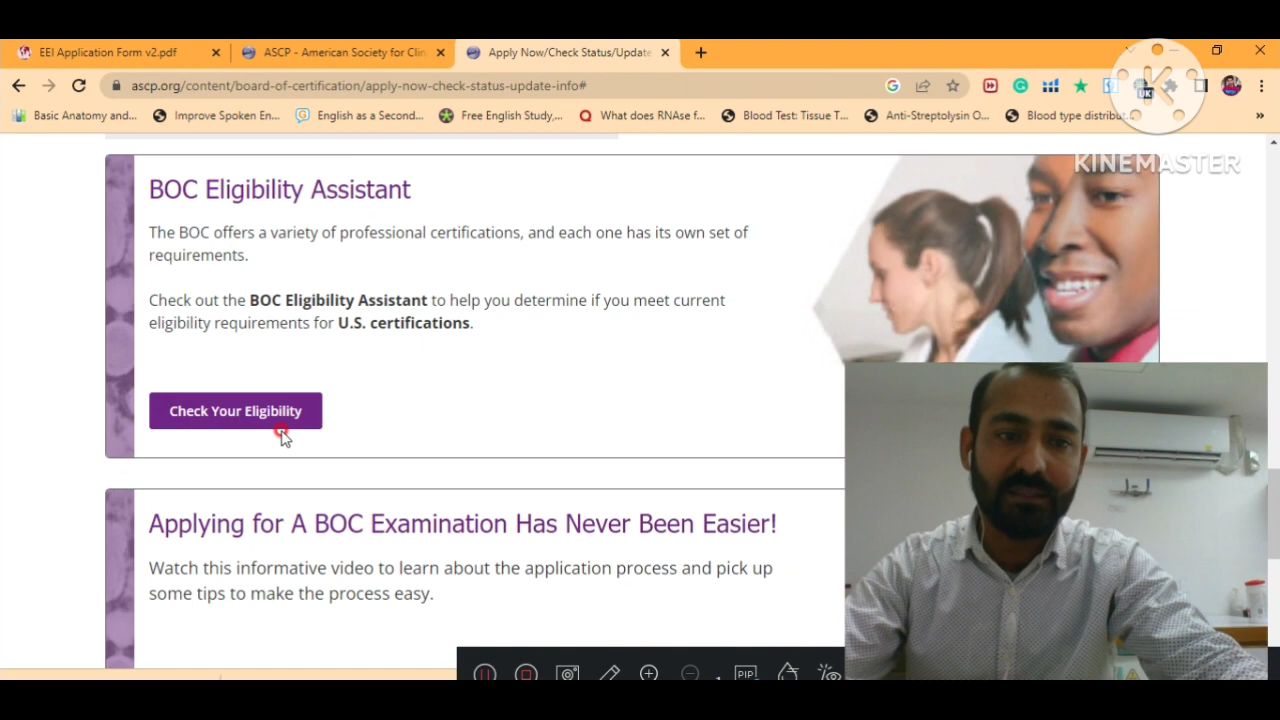 EEI Application Form v2.pdf
ASCP - American Society for Clin
Apply Now/Check Status/Update
ascp.org/content/board-of-certification/apply-now-check-status-update-info#
UK
Basic Anatomy and...
Improve Spoken En...
English as a Second...
Free English Study,...
What does RNAse f...
Blood Test: Tissue T...
Anti-Streptolysin O...
Blood type distribut...
KINEMASTER
BOC Eligibility Assistant
The BOC offers a variety of professional certifications, and each one has its own set of
requirements.
Check out the BOC Eligibility Assistant to help you determine if you meet current
eligibility requirements for U.S. certifications.
Check Your Eligibility
Applying for A BOC Examination Has Never Been Easier!
Watch this informative video to learn about the application process and pick up
some tips to make the process easy.
PIP